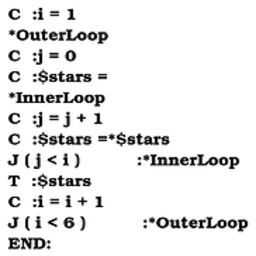 C :i = 1
*OuterLoop
C :j = 0
C :$stars =
*InnerLoop
C :j = j + 1
C :$stars =*$stars
J ( j < i ) :*InnerLoop
T :$stars
C :i = i + 1
J ( i < 6 ) :*OuterLoop
END: